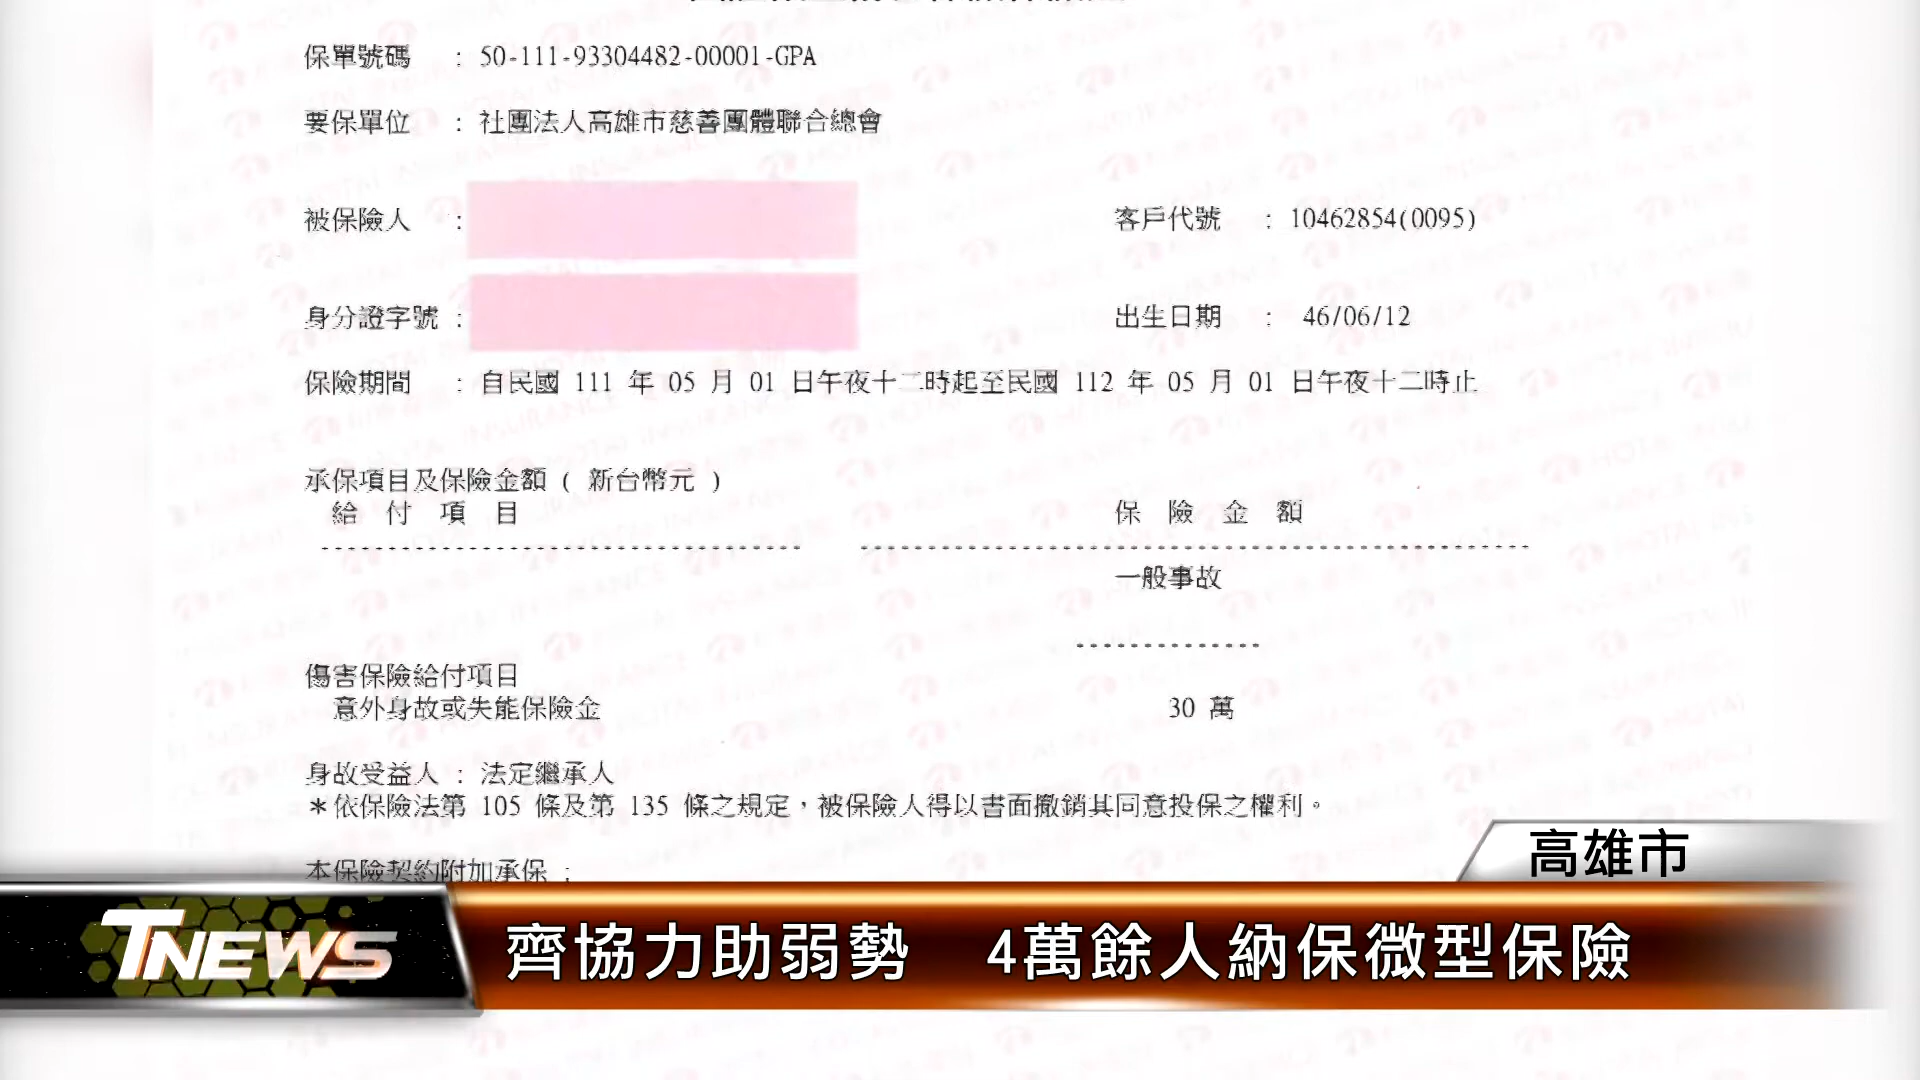 保單號碼 : 50-111-93304482-00001-GPA
要保單位 : 社團法人高雄市慈善團體聯合總會
被保險人 :
客戶代號 : 10462854(0095)
身分證字號 :
出生日期 : 46/06/12
保險期間 : 自民國 111 年 05 月 01 日午夜十二時起至民國 112 年 05 月 01 日午夜十二時止
承保項目及保險金額 ( 新台幣元 )
給 付 項 目 保 險 金 額
一般事故
傷害保險給付項目
意外身故或失能保險金 30 萬
身故受益人 : 法定繼承人
*依保險法第 105 條及第 135 條之規定,被保險人得以書面撤銷其同意投保之權利。
本保險契約附加承保 :
高雄市
TNEWS
齊協力助弱勢 4萬餘人納保微型保險